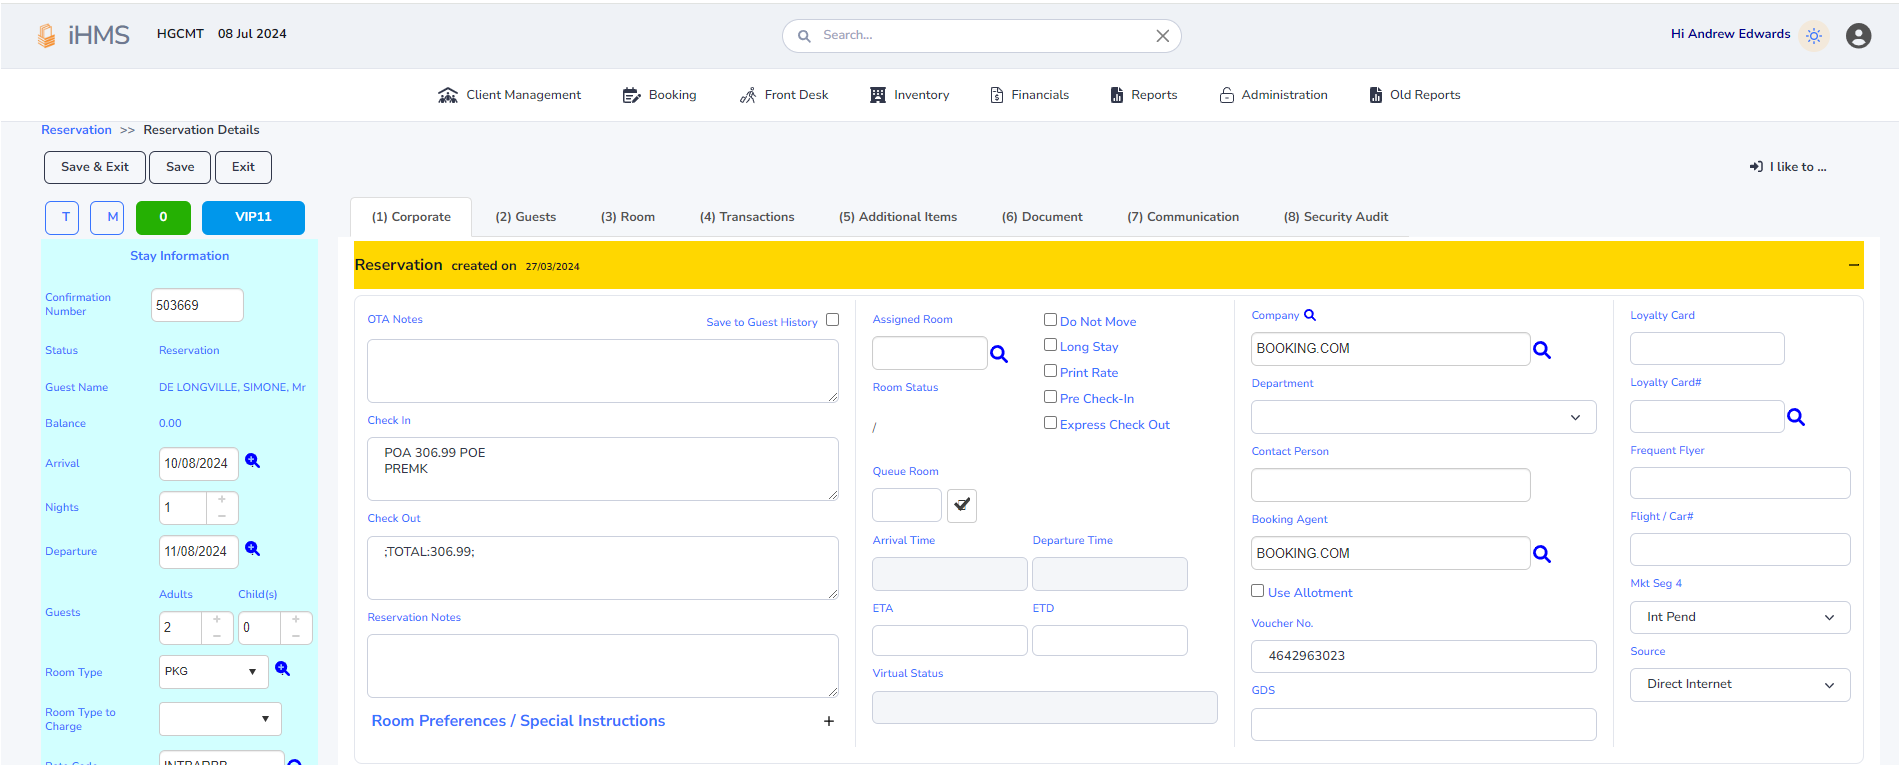 iHMS HGCMT 08 Jul 2024 Search... Hi Andrew Edwards
Client Management Booking Front Desk Inventory Financials Reports Administration Old Reports
Reservation >> Reservation Details
Save & Exit Save Exit I like to ...
T M 0 VIP11
(1) Corporate (2) Guests (3) Room (4) Transactions (5) Additional Items (6) Document (7) Communication (8) Security Audit
Stay Information
Confirmation
Number 503669
Status Reservation
Guest Name DE LONGVILLE, SIMONE, Mr
Balance 0.00
Arrival 10/08/2024
Nights 1
Departure 11/08/2024
Adults Child(s)
Guests 2 0
Room Type PKG
Room Type to
Charge
Reservation created on 27/03/2024
OTA Notes Save to Guest History
Check In
POA 306.99 POE
PREMK
Check Out
;TOTAL:306.99;
Reservation Notes
Room Preferences / Special Instructions +
Assigned Room
Room Status
/
Queue Room
Arrival Time Departure Time
ETA ETD
Virtual Status
Do Not Move
Long Stay
Print Rate
Pre Check-In
Express Check Out
Company
BOOKING.COM
Department
Contact Person
Booking Agent
BOOKING.COM
Use Allotment
Voucher No.
4642963023
GDS
Loyalty Card
Loyalty Card#
Frequent Flyer
Flight / Car#
Mkt Seg 4
Int Pend
Source
Direct Internet